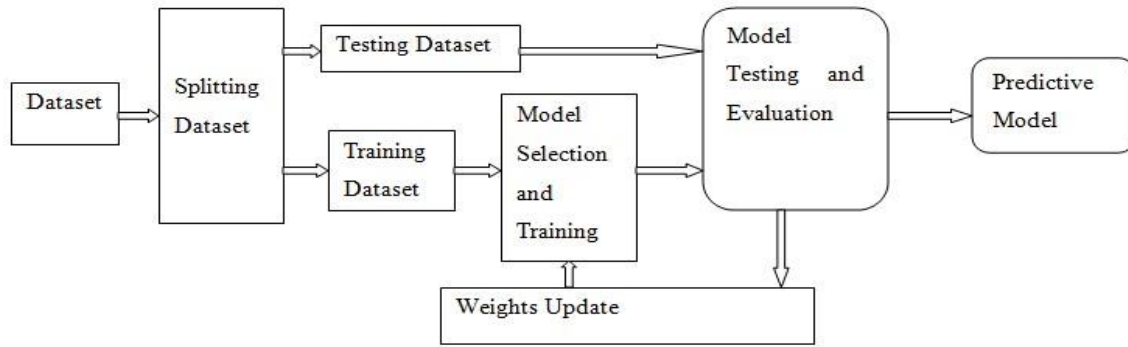 Dataset
Splitting
Dataset
Testing Dataset
Training
Dataset
Model
Selection
and
Training
Weights Update
Model
Testing and
Evaluation
Predictive
Model